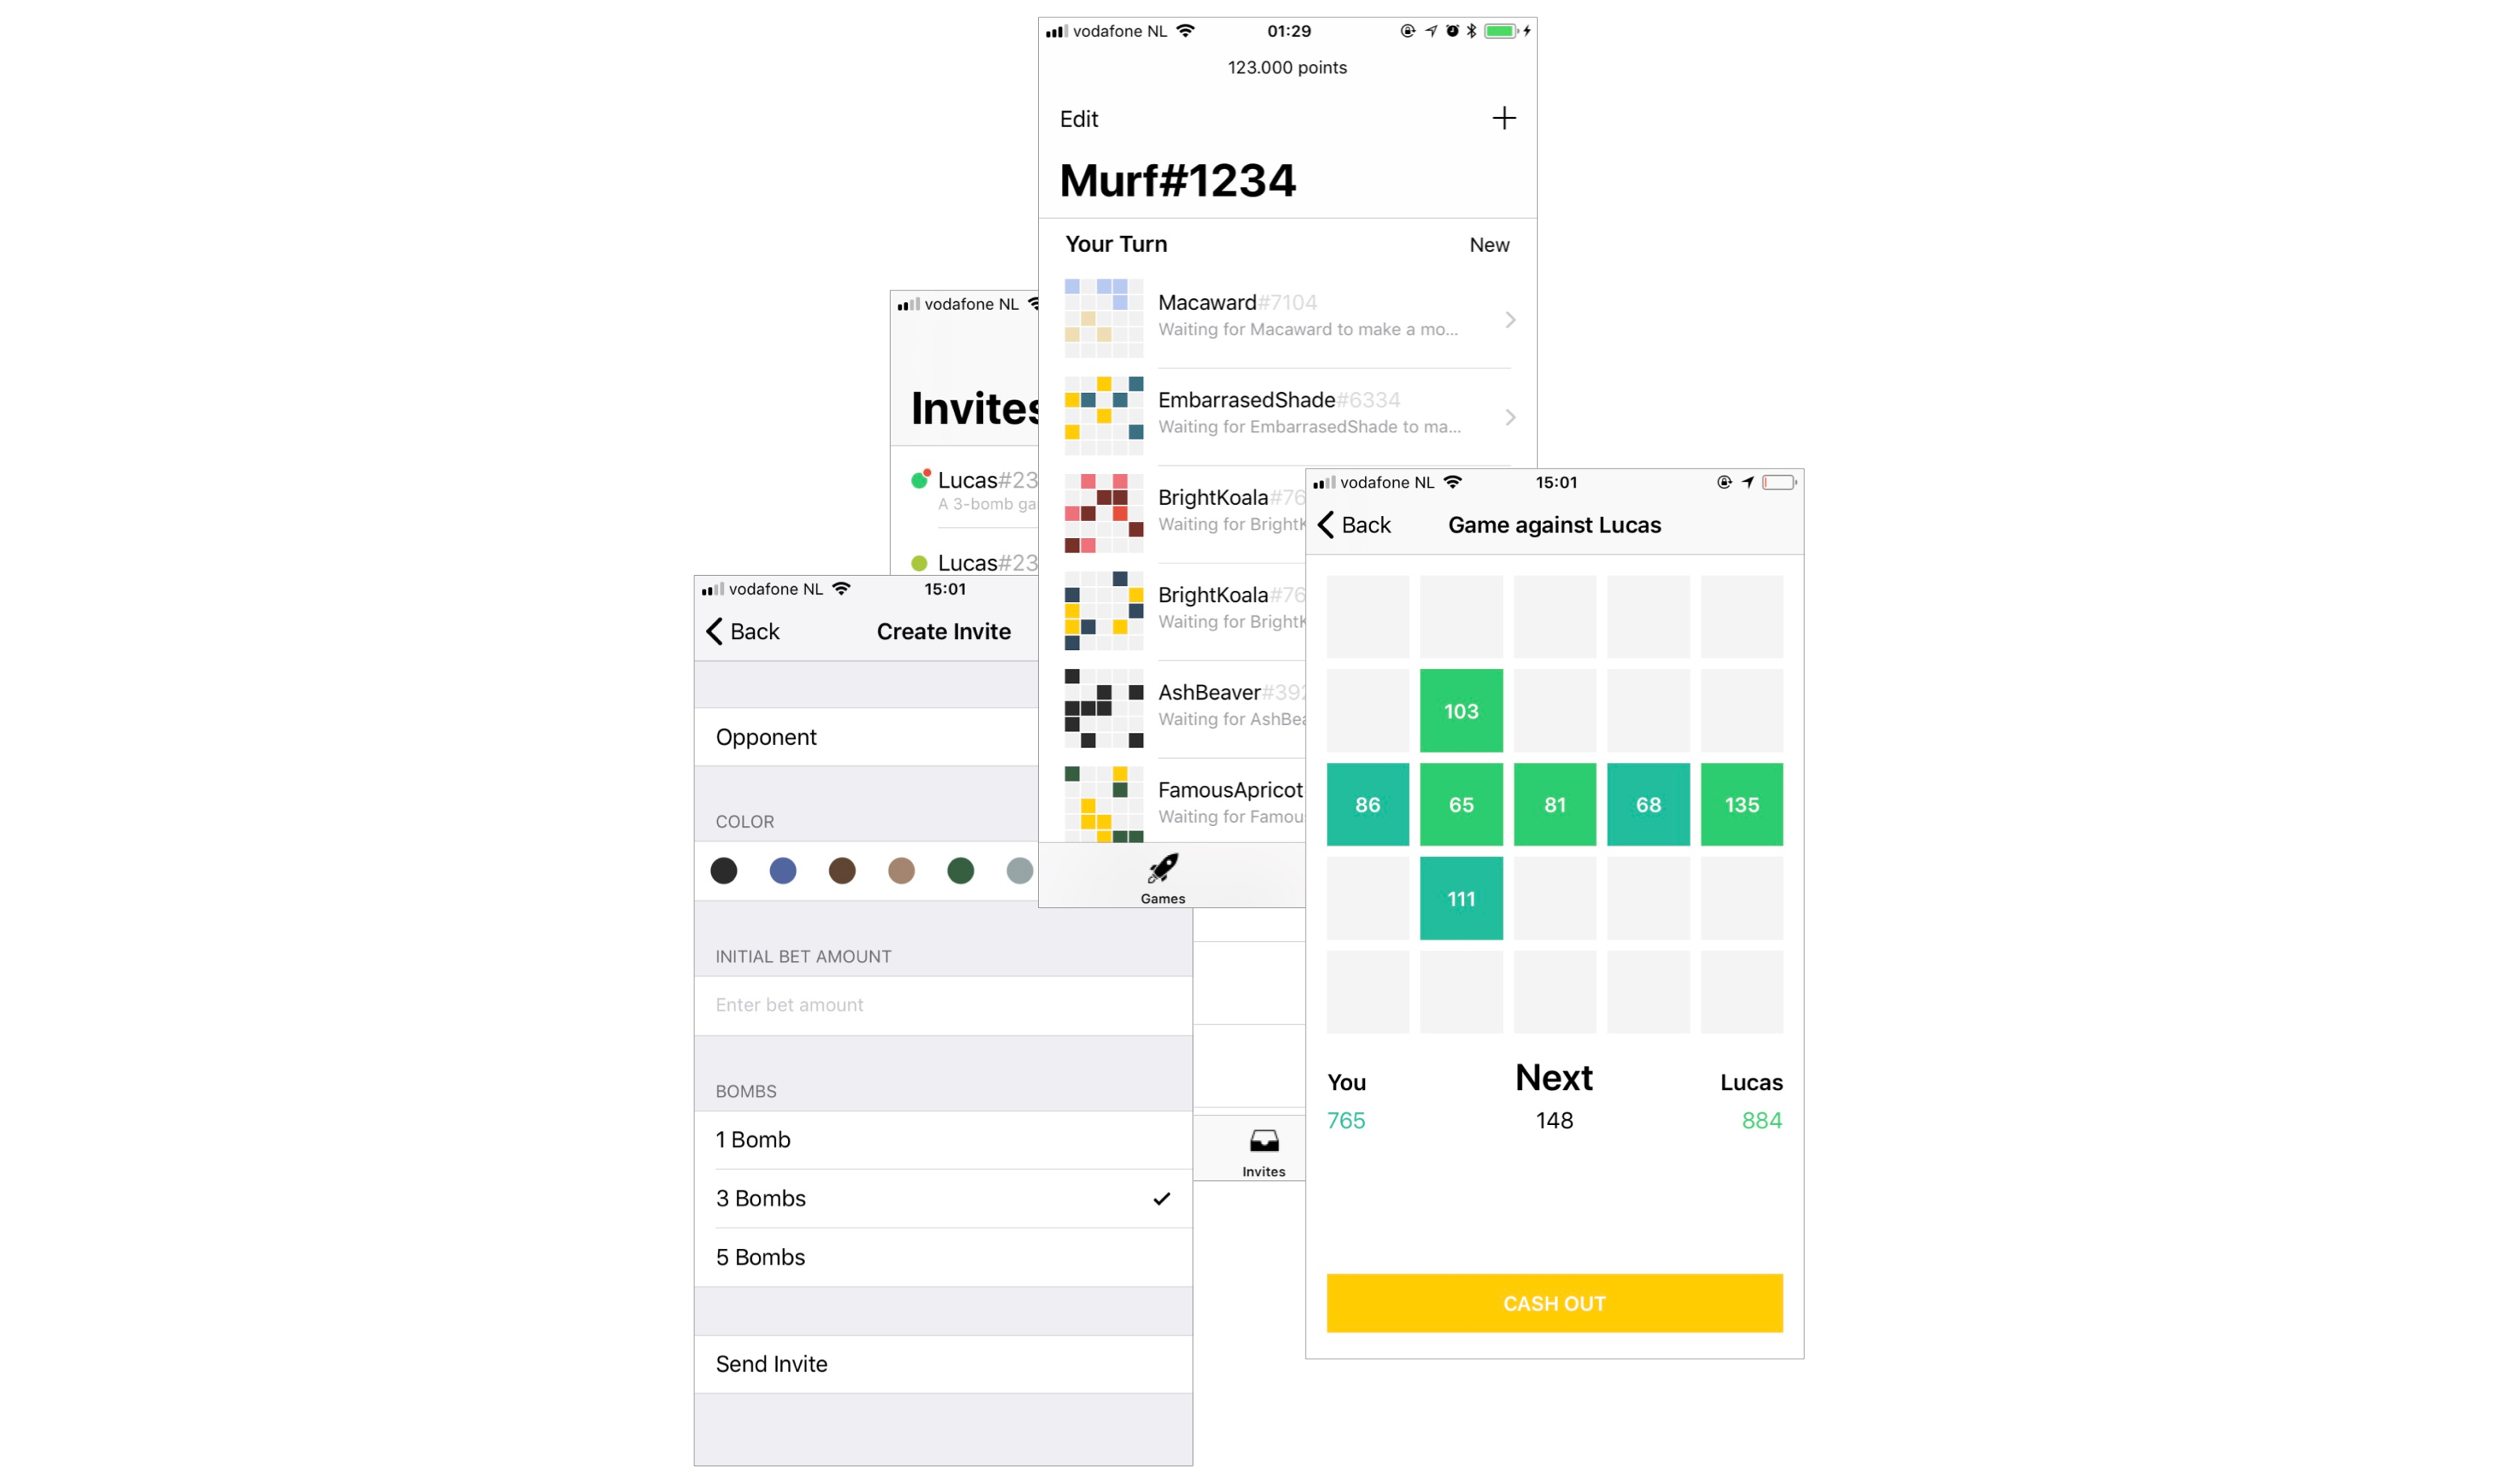 vodafone NL 01:29
123.000 points
Edit
Murf#1234
Your Turn New
Macaward#7104
Waiting for Macaward to make a mo...
EmbarrasedShade#6334
Waiting for EmbarrasedShade to ma...
BrightKoala#76
Waiting for Bright
BrightKoala#76
Waiting for Bright
AshBeaver#392
Waiting for AshBea
FamousApricot
Waiting for Famou
Games
vodafone NL
Invites
Lucas#23
A 3-bomb ga
Lucas#23
Invites
vodafone NL 15:01
Back Create Invite
Opponent
COLOR
INITIAL BET AMOUNT
Enter bet amount
BOMBS
1 Bomb
3 Bombs
5 Bombs
Send Invite
vodafone NL 15:01
Back Game against Lucas
103
86 65 81 68 135
111
You Next Lucas
765 148 884
CASH OUT